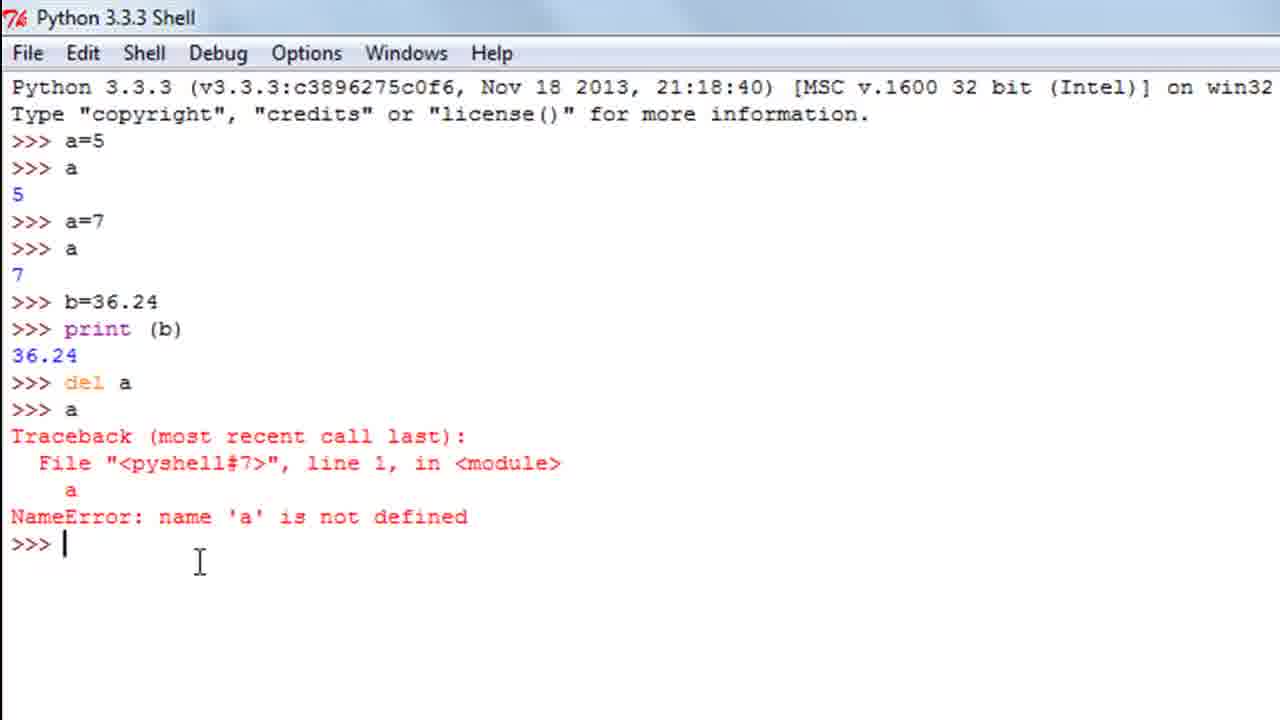 Python 3.3.3 Shell
File Edit Shell Debug Options Windows Help
Python 3.3.3 (v3.3.3:c3896275c0f6, Nov 18 2013, 21:18:40) [MSC v.1600 32 bit (Intel)] on win32
Type "copyright", "credits" or "license()" for more information.
>>> a=5
>>> a
5
>>> a=7
>>> a
7
>>> b=36.24
>>> print (b)
36.24
>>> del a
>>> a
Traceback (most recent call last):
  File "<pyshell#7>", line 1, in <module>
    a
NameError: name 'a' is not defined
>>>